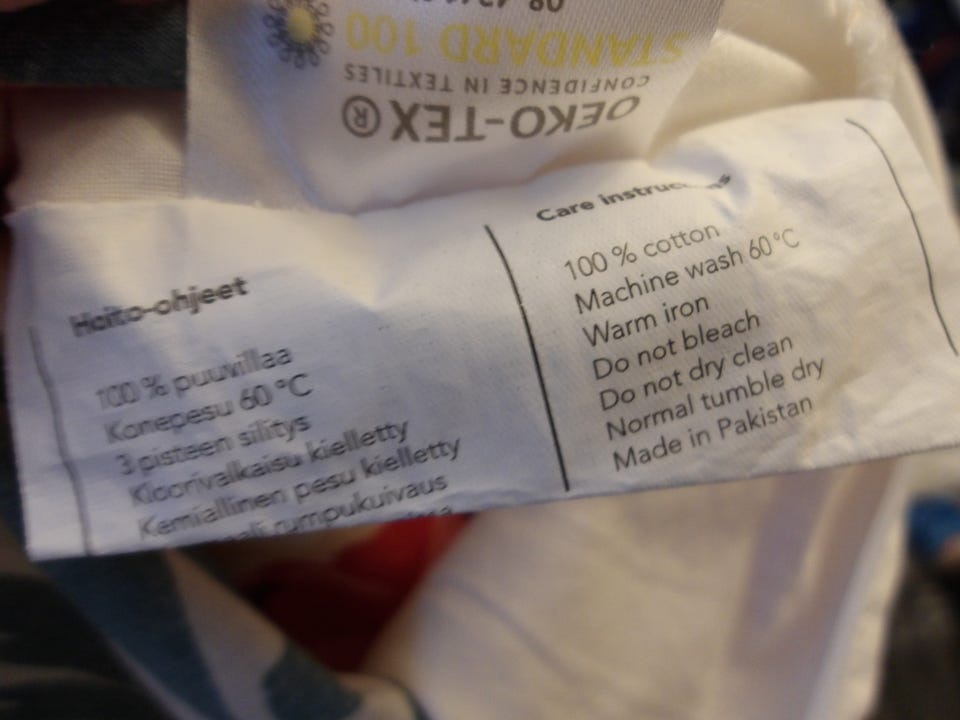 OEKO-TEX®
CONFIDENCE IN TEXTILES
STANDARD 100
Hoito-ohjeet
100 % puuvillaa
Konepesu 60 °C
3 pisteen silitys
Kloorivalkaisu kielletty
Kemiallinen pesu kielletty
rumpukuivaus
Care instructions
100 % cotton
Machine wash 60 °C
Warm iron
Do not bleach
Do not dry clean
Normal tumble dry
Made in Pakistan